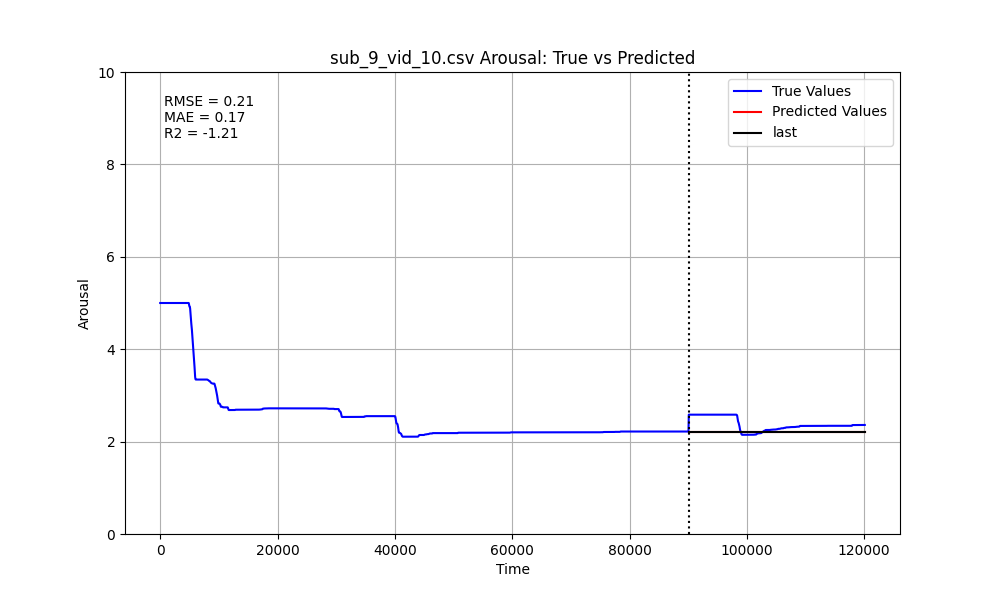 sub_9_vid_10.csv Arousal: True vs Predicted
10
8
6
4
2
0
Arousal
RMSE = 0.21
MAE = 0.17
R2 = -1.21
True Values
Predicted Values
last
0
20000
40000
60000
80000
100000
120000
Time